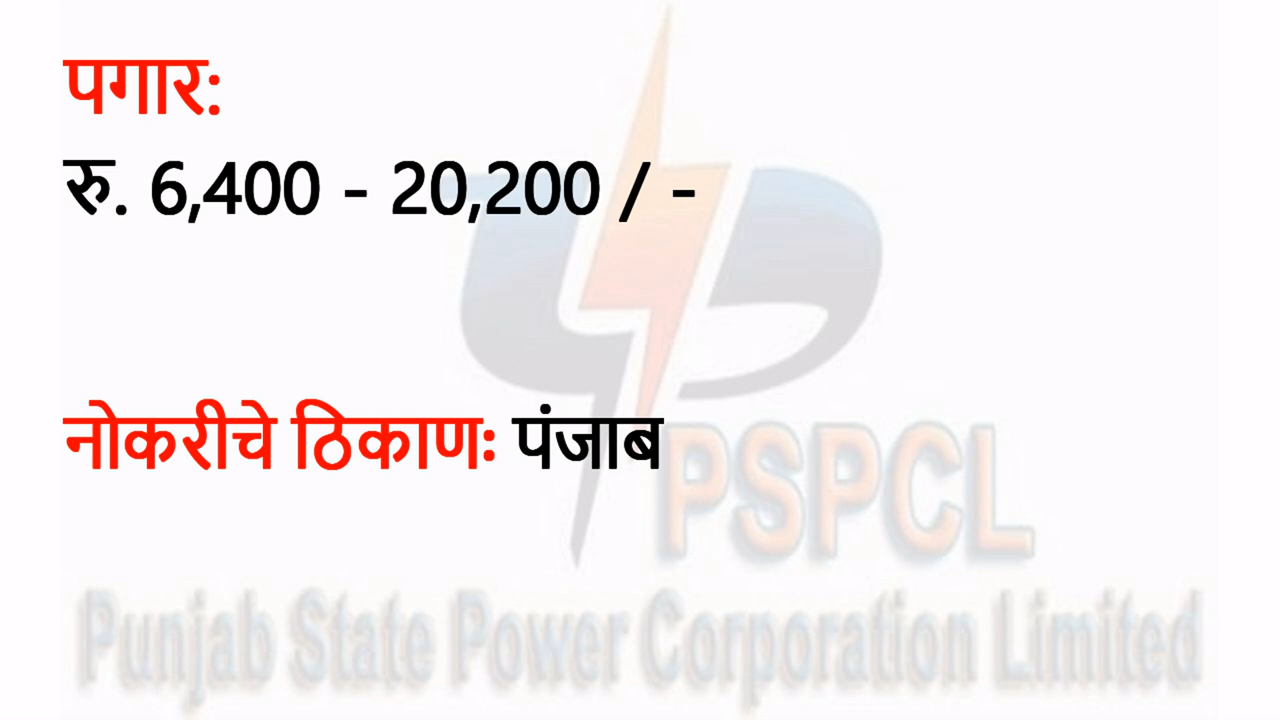 पगार:
रु. 6,400 - 20,200 / -
नोकरीचे ठिकाणः पंजाब
PSPCL
Punjab State Power Corporation Limited